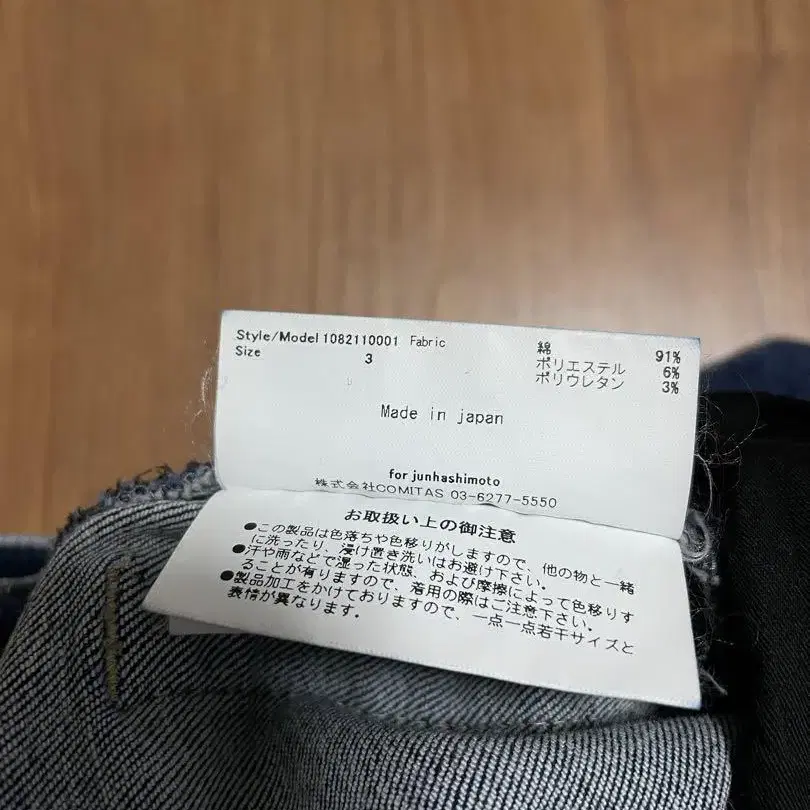 Style/Model 1082110001 Fabric
綿 91%
Size 3
ポリエステル 6%
ポリウレタン 3%
Made in japan
for junhashimoto
株式会社COMITAS 03-6277-5550
お取扱い上の御注意
●この製品は色落ちや色移りがしますので、他の物と一緒
に洗ったり、浸け置き洗いはお避け下さい。
●汗や雨などで湿った状態、および摩擦によって色移りす
ることが有りますので、着用の際はご注意下さい。
●製品加工をかけておりますので、一点一点若干サイズと
表情が異なります。